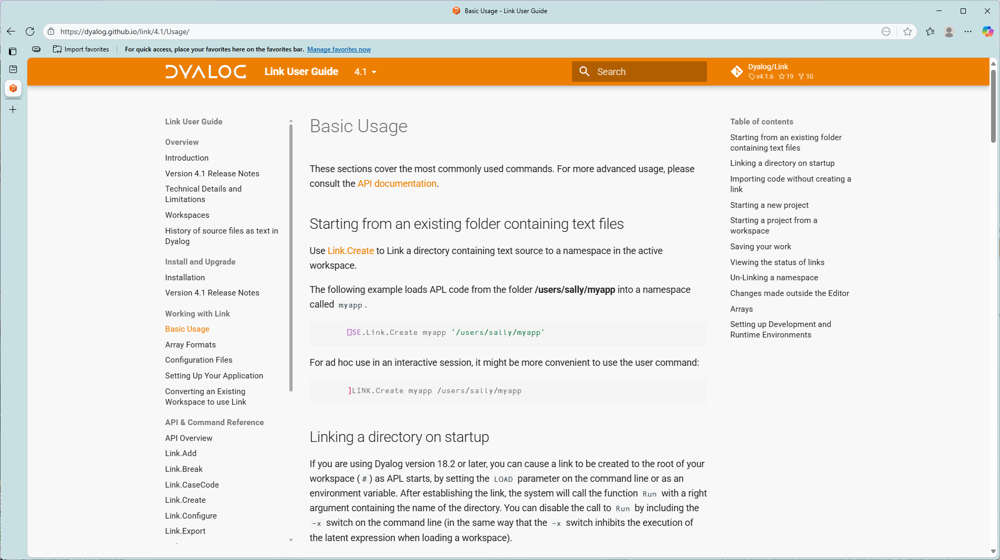 Basic Usage - Link User Guide
https://dyalog.github.io/link/4.1/Usage/
Import favorites
For quick access, place your favorites here on the favorites bar. Manage favorites now
DYALOG
Link User Guide
4.1
Search
Dyalog/Link
v4.1.6 19 10
Link User Guide
Overview
Introduction
Version 4.1 Release Notes
Technical Details and
Limitations
Workspaces
History of source files as text in
Dyalog
Install and Upgrade
Installation
Version 4.1 Release Notes
Working with Link
Basic Usage
Array Formats
Configuration Files
Setting Up Your Application
Converting an Existing
Workspace to use Link
API & Command Reference
API Overview
Link.Add
Link.Break
Link.CaseCode
Link.Create
Link.Configure
Link.Export
Basic Usage
These sections cover the most commonly used commands. For more advanced usage, please
consult the API documentation.
Starting from an existing folder containing text files
Use Link.Create to Link a directory containing text source to a namespace in the active
workspace.
The following example loads APL code from the folder /users/sally/myapp into a namespace
called myapp.
⎕SE.Link.Create myapp '/users/sally/myapp'
For ad hoc use in an interactive session, it might be more convenient to use the user command:
]LINK.Create myapp /users/sally/myapp
Linking a directory on startup
If you are using Dyalog version 18.2 or later, you can cause a link to be created to the root of your
workspace (#) as APL starts, by setting the LOAD parameter on the command line or as an
environment variable. After establishing the link, the system will call the function Run with a right
argument containing the name of the directory. You can disable the call to Run by including the
-x switch on the command line (in the same way that the -x switch inhibits the execution of
the latent expression when loading a workspace).
Table of contents
Starting from an existing folder
containing text files
Linking a directory on startup
Importing code without creating a
link
Starting a new project
Starting a project from a
workspace
Saving your work
Viewing the status of links
Un-Linking a namespace
Changes made outside the Editor
Arrays
Setting up Development and
Runtime Environments